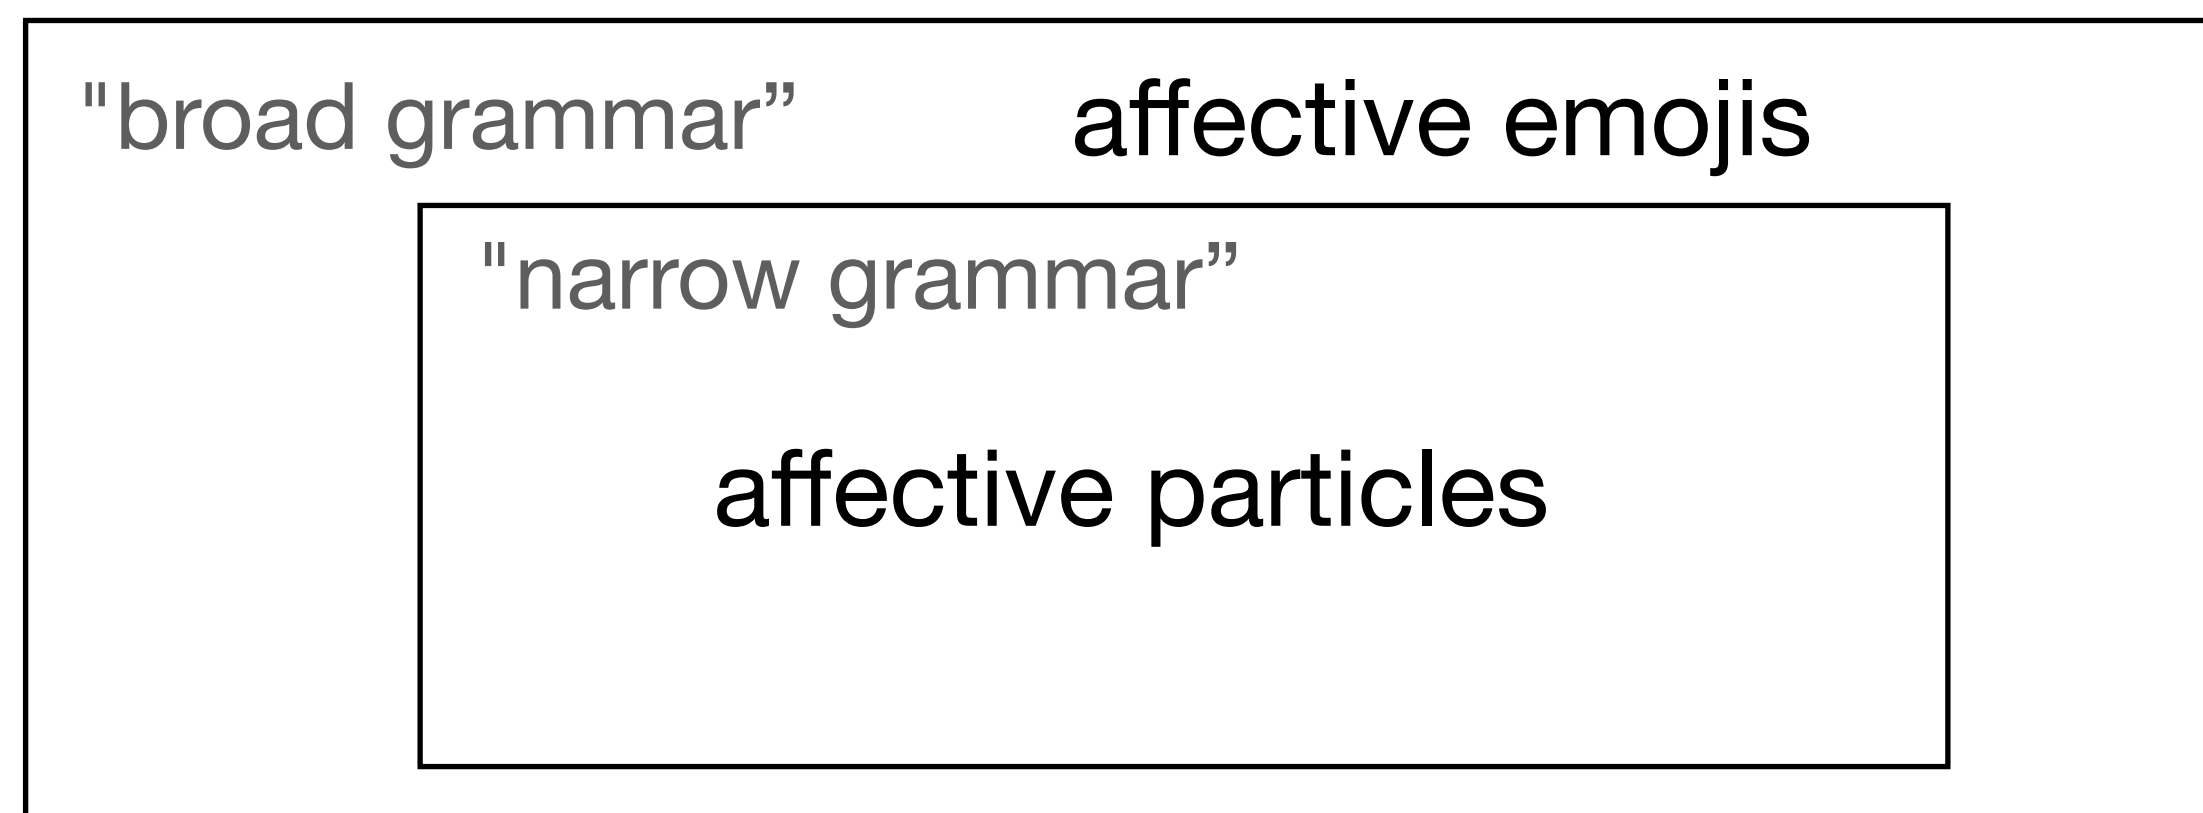 "broad grammar” affective emojis
"narrow grammar”
affective particles